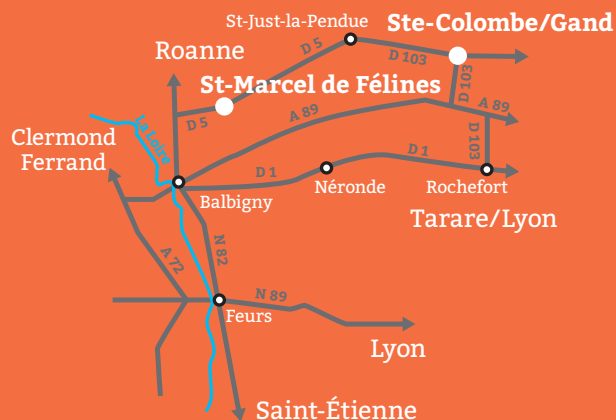 St-Just-la-Pendue
Ste-Colombe/Gand
Roanne
D 5
D 103
St-Marcel de Félines
D 103
D 5
A 89
A 89
La Loire
Clermond
Ferrand
D 103
D 1
D 1
Balbigny
Néronde
Rochefort
Tarare/Lyon
N 82
A 72
N 89
Feurs
Lyon
Saint-Étienne